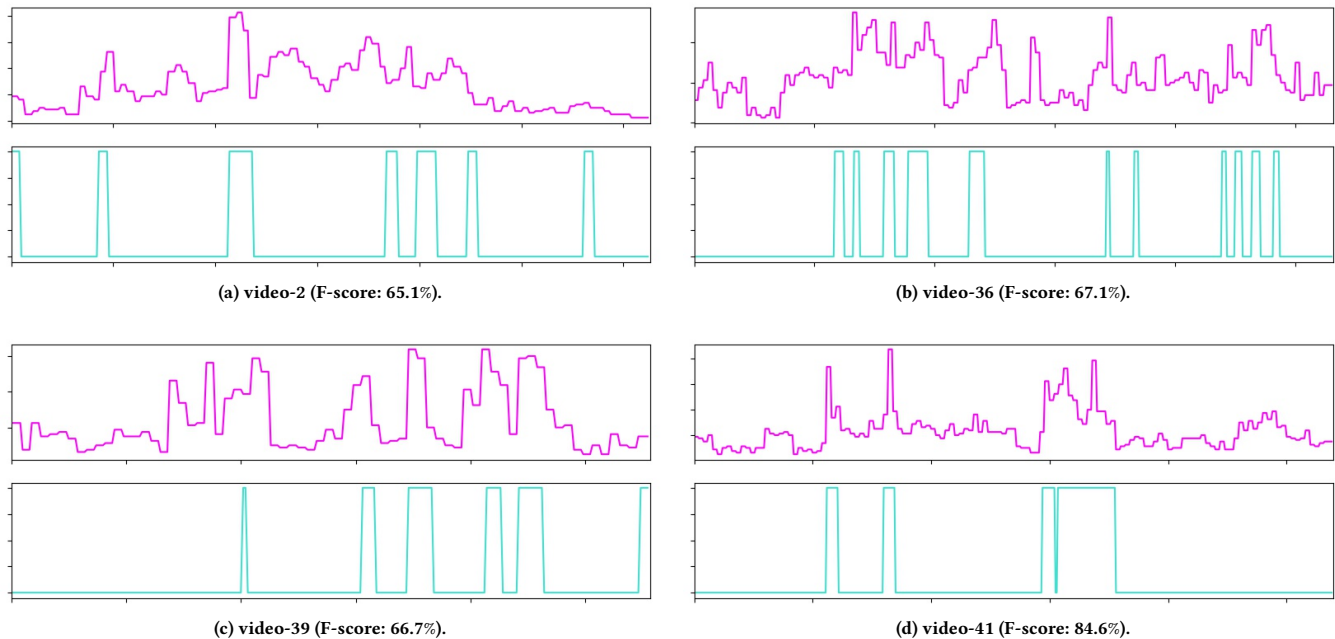 (a) video-2 (F-score: 65.1%).
(b) video-36 (F-score: 67.1%).
(c) video-39 (F-score: 66.7%).
(d) video-41 (F-score: 84.6%).